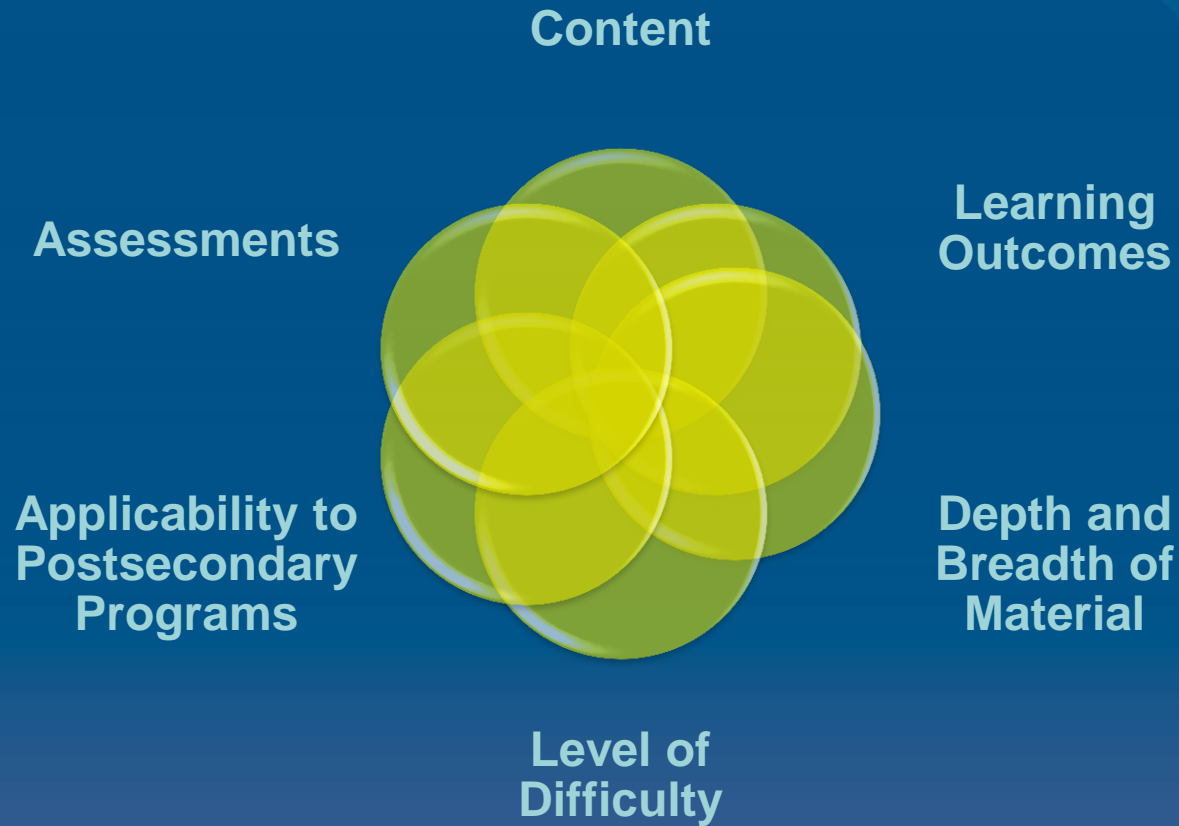 Content
Learning
Outcomes
Depth and
Breadth of
Material
Level of
Difficulty
Applicability to
Postsecondary
Programs
Assessments